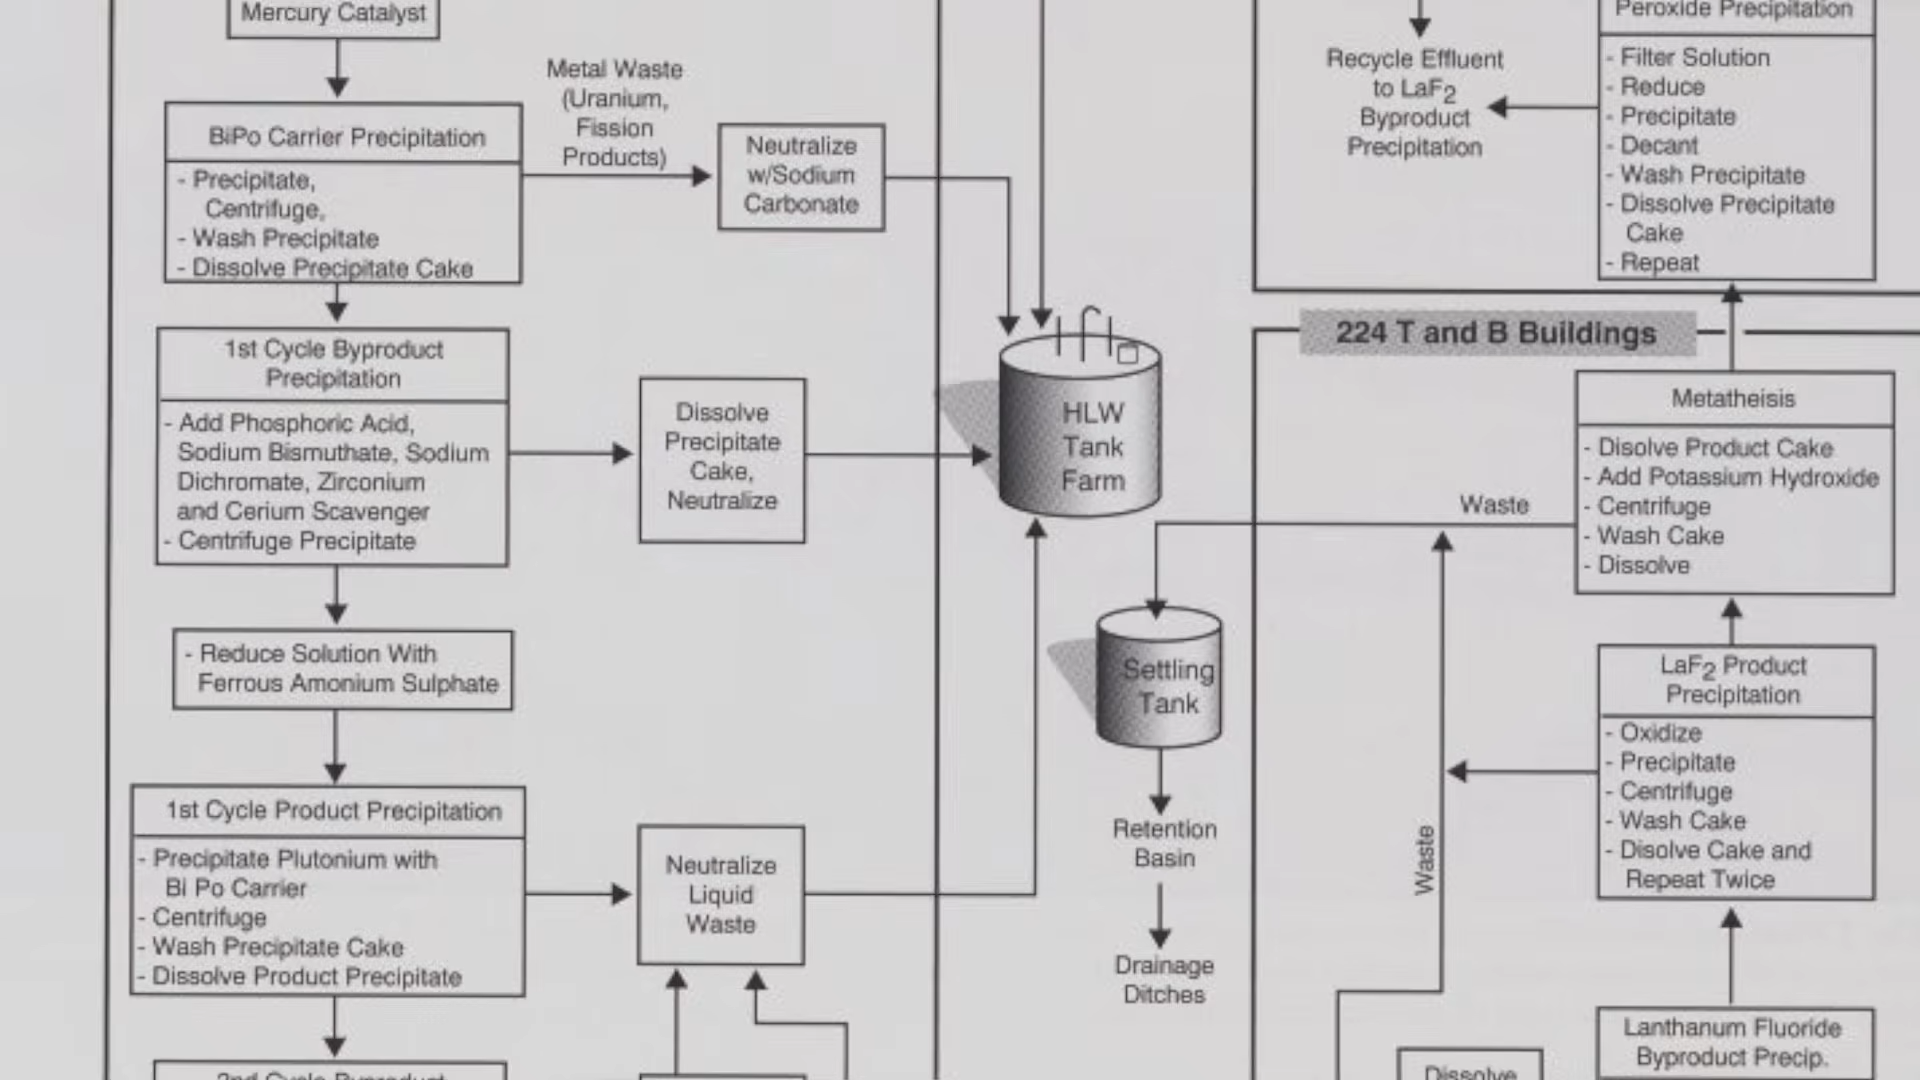 Mercury Catalyst
BiPo Carrier Precipitation
- Precipitate,
Centrifuge,
- Wash Precipitate
- Dissolve Precipitate Cake
Metal Waste
(Uranium,
Fission
Products)
Neutralize
w/Sodium
Carbonate
1st Cycle Byproduct
Precipitation
- Add Phosphoric Acid,
Sodium Bismuthate, Sodium
Dichromate, Zirconium
and Cerium Scavenger
- Centrifuge Precipitate
Dissolve
Precipitate
Cake,
Neutralize
- Reduce Solution With
Ferrous Amonium Sulphate
1st Cycle Product Precipitation
- Precipitate Plutonium with
Bi Po Carrier
- Centrifuge
- Wash Precipitate Cake
- Dissolve Product Precipitate
Neutralize
Liquid
Waste
2nd Cycle Byproduct
HLW
Tank
Farm
Settling
Tank
Retention
Basin
Drainage
Ditches
Recycle Effluent
to LaF2
Byproduct
Precipitation
Peroxide Precipitation
- Filter Solution
- Reduce
- Precipitate
- Decant
- Wash Precipitate
- Dissolve Precipitate
Cake
- Repeat
224 T and B Buildings
Metatheisis
- Disolve Product Cake
- Add Potassium Hydroxide
- Centrifuge
- Wash Cake
- Dissolve
Waste
LaF2 Product
Precipitation
- Oxidize
- Precipitate
- Centrifuge
- Wash Cake
- Disolve Cake and
Repeat Twice
Waste
Lanthanum Fluoride
Byproduct Precip.
Dissolve